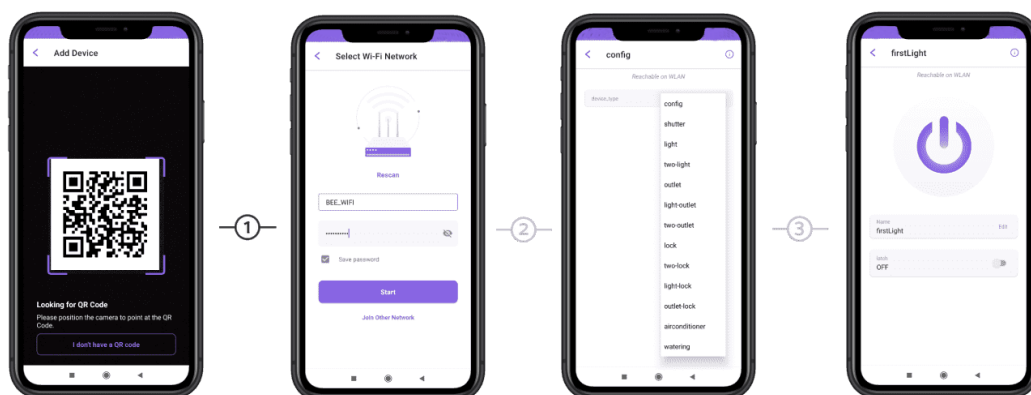 Add Device
Looking for QR Code
Please position the camera to point at the QR
Code.
I don't have a QR code
1
Select Wi-Fi Network
Rescan
BEE_WIFI
Save password
Start
Join Other Network
2
config
Reachable on WLAN
device_type
config
shutter
light
two-light
outlet
light-outlet
two-outlet
lock
two-lock
light-lock
outlet-lock
airconditioner
watering
3
firstLight
Reachable on WLAN
Name
firstLight
Edit
OFF